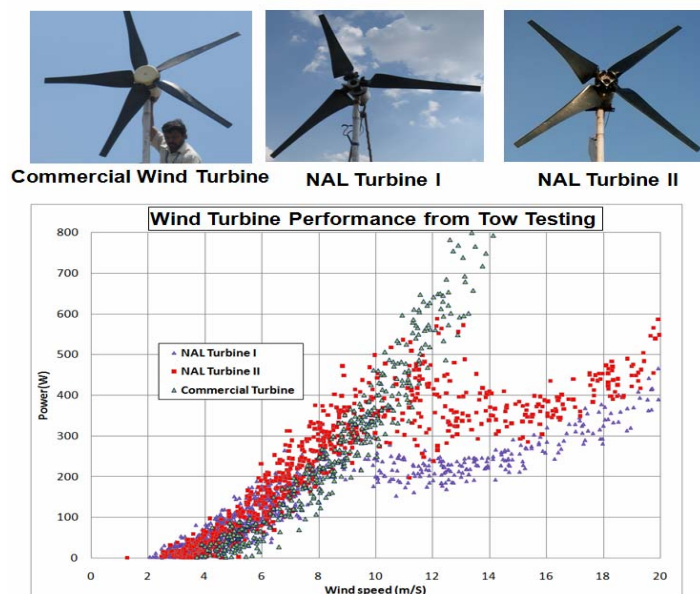 Commercial Wind Turbine
NAL Turbine I
NAL Turbine II
Wind Turbine Performance from Tow Testing
800
700
600
500
400
300
200
100
0
Power(W)
NAL Turbine I
NAL Turbine II
Commercial Turbine
0 2 4 6 8 10 12 14 16 18 20
Wind speed (m/S)